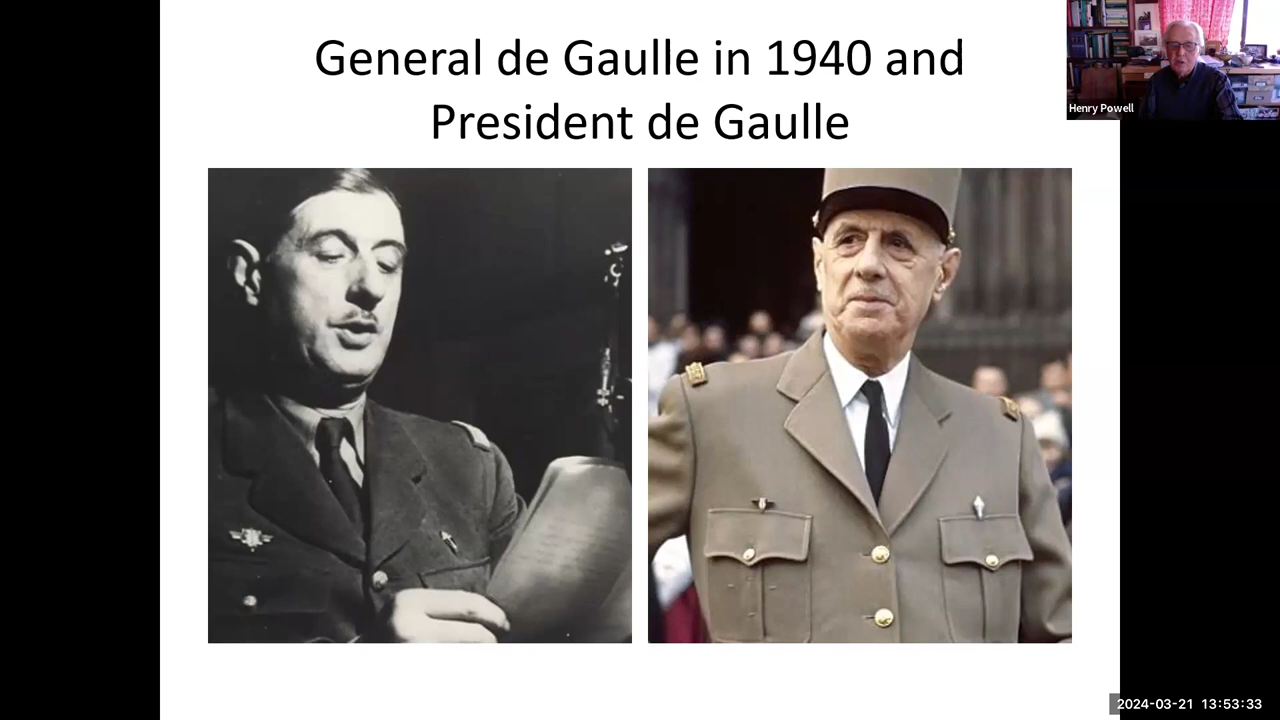 General de Gaulle in 1940 and
President de Gaulle
Henry Powell
2024-03-21 13:53:33